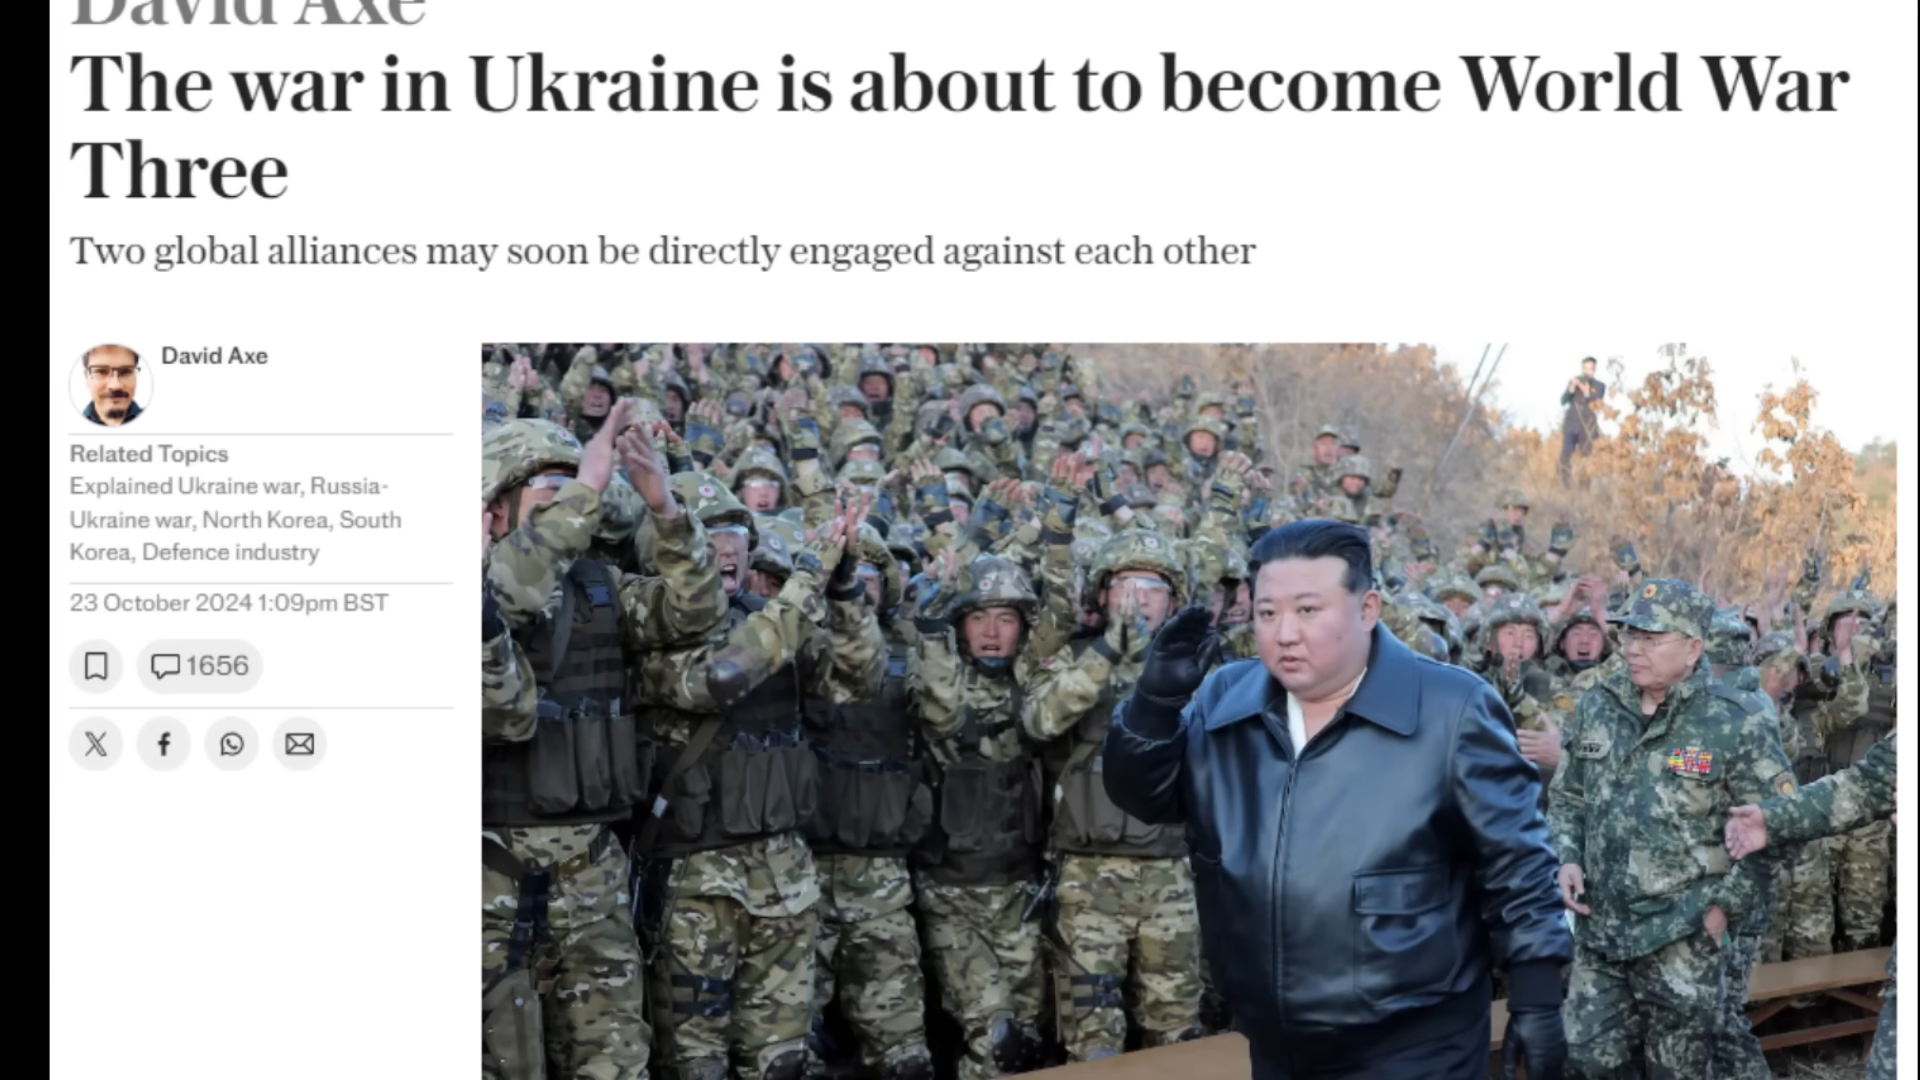 David Axe
The war in Ukraine is about to become World War
Three
Two global alliances may soon be directly engaged against each other
David Axe
Related Topics
Explained Ukraine war, Russia-
Ukraine war, North Korea, South
Korea, Defence industry
23 October 2024 1:09pm BST
1656